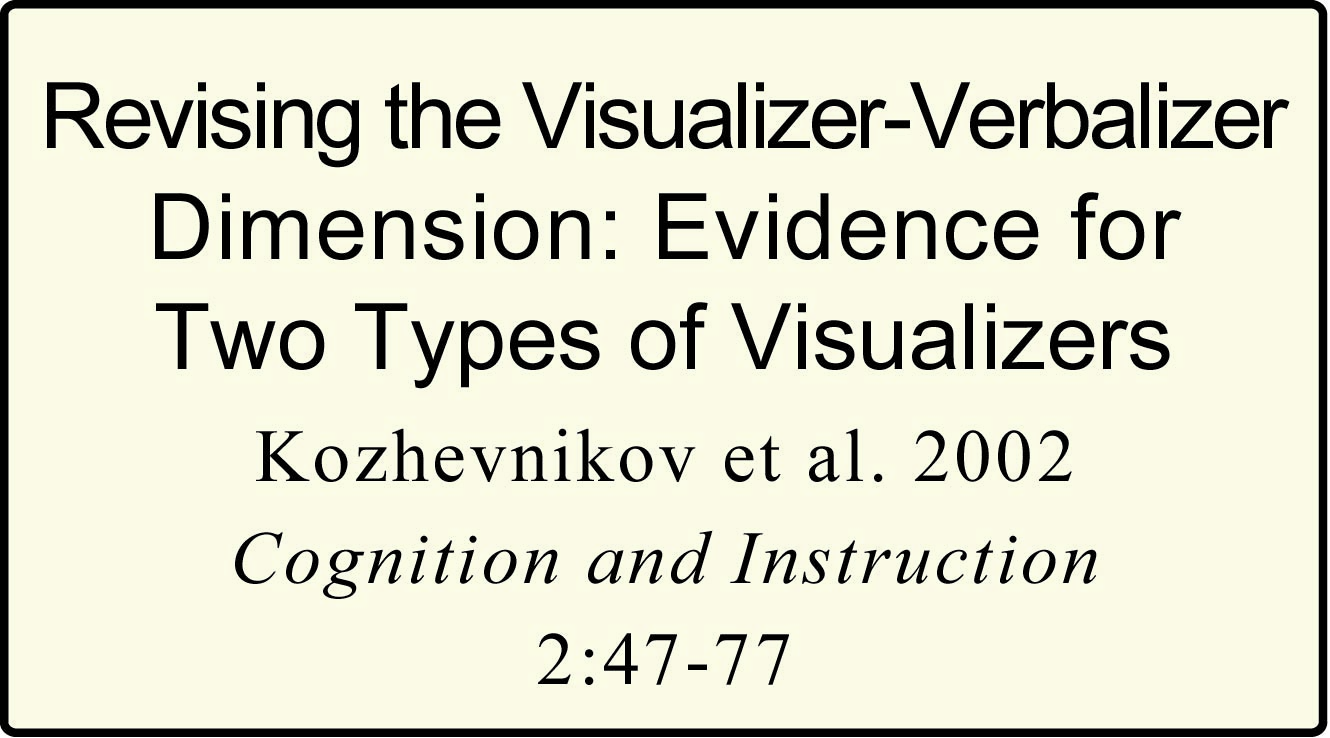 Revising the Visualizer-Verbalizer
Dimension: Evidence for
Two Types of Visualizers
Kozhevnikov et al. 2002
Cognition and Instruction
2:47-77